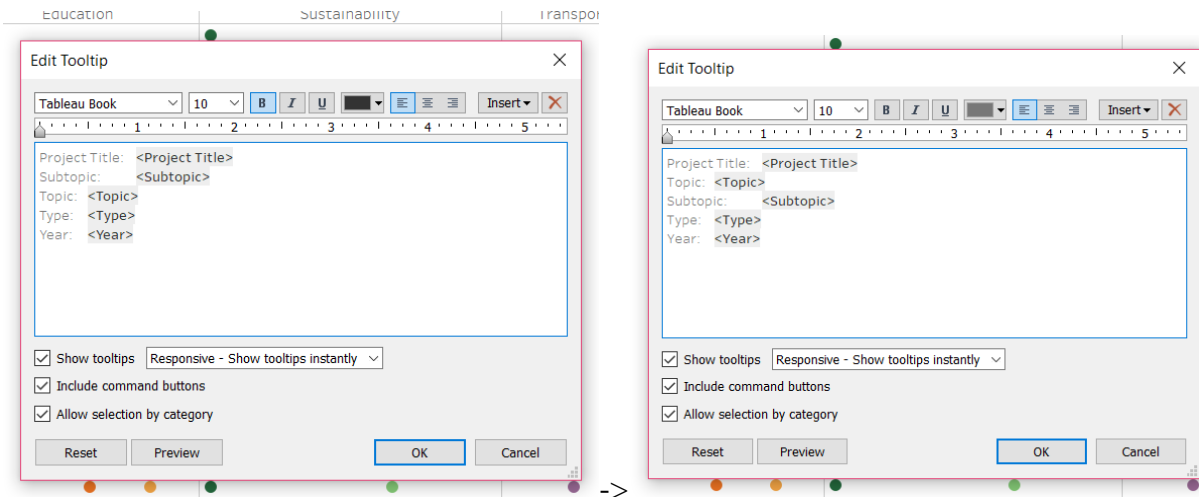 Education Sustainability Transpor
Edit Tooltip
Tableau Book 10 B I U Insert
1 2 3 4 5
Project Title: <Project Title>
Subtopic: <Subtopic>
Topic: <Topic>
Type: <Type>
Year: <Year>
Show tooltips Responsive - Show tooltips instantly
Include command buttons
Allow selection by category
Reset Preview OK Cancel
->
Edit Tooltip
Tableau Book 10 B I U Insert
1 2 3 4 5
Project Title: <Project Title>
Topic: <Topic>
Subtopic: <Subtopic>
Type: <Type>
Year: <Year>
Show tooltips Responsive - Show tooltips instantly
Include command buttons
Allow selection by category
Reset Preview OK Cancel